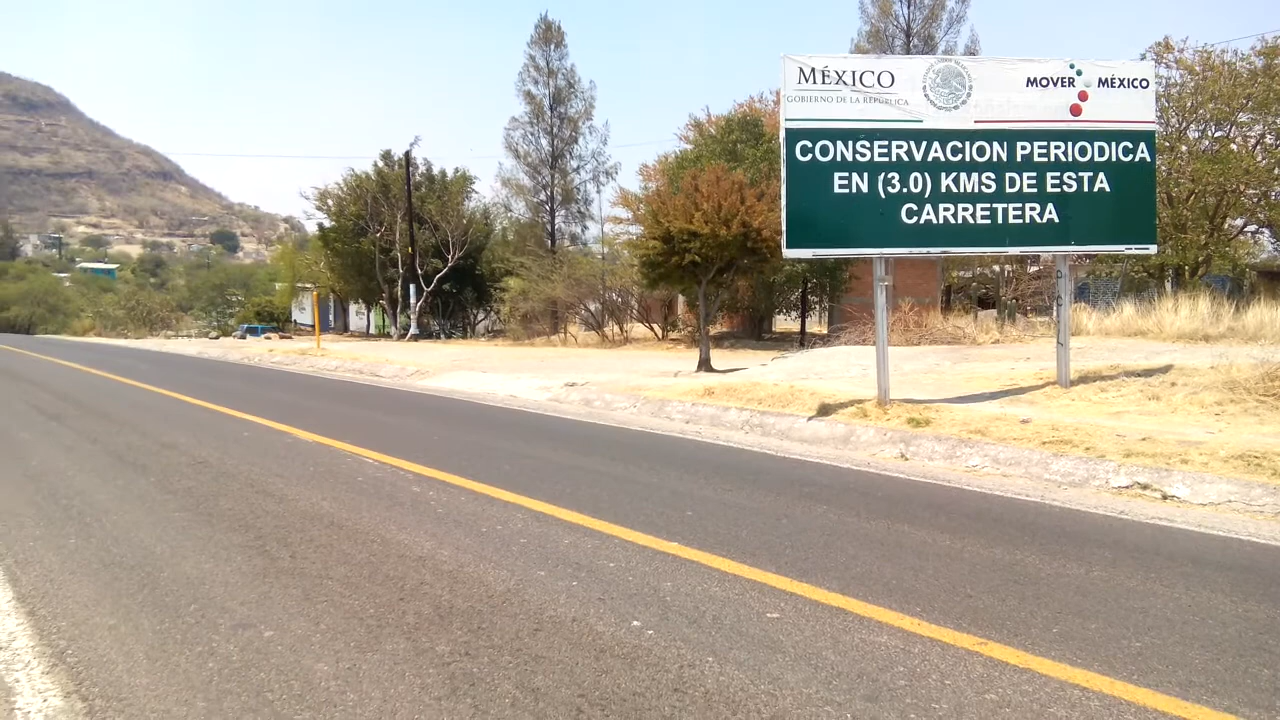 MÉXICO
GOBIERNO DE LA REPÚBLICA
MOVER MÉXICO
CONSERVACION PERIODICA
EN (3.0) KMS DE ESTA
CARRETERA